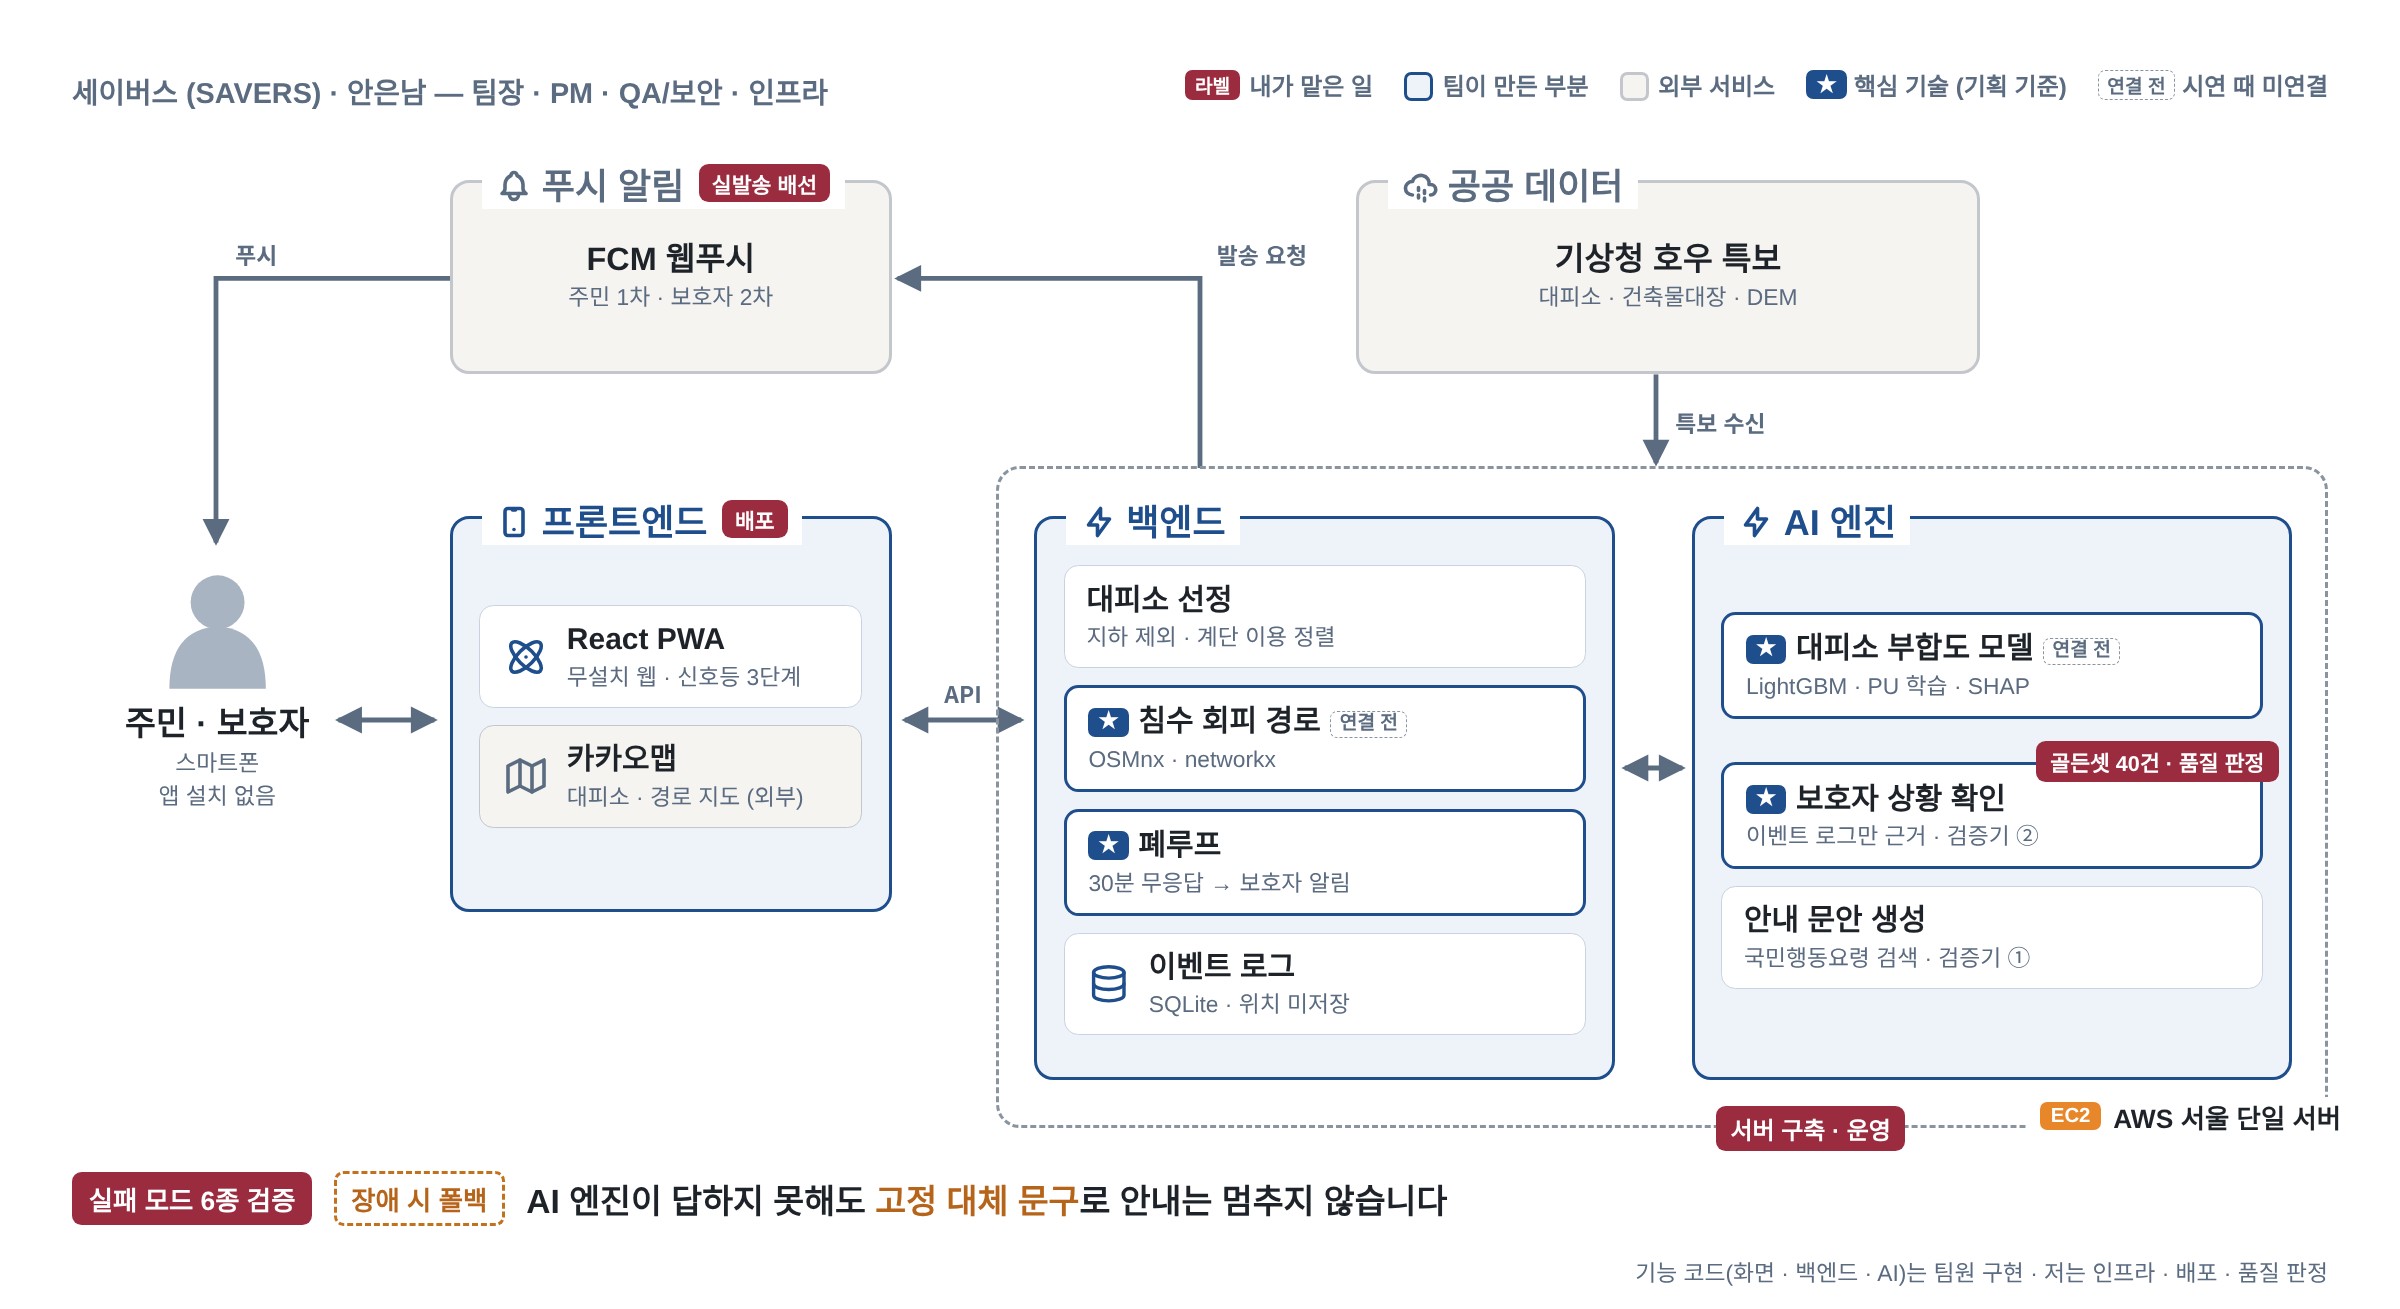 세이버스 (SAVERS) · 안은남 — 팀장 · PM · QA/보안 · 인프라
라벨 내가 맡은 일
팀이 만든 부분
외부 서비스
★ 핵심 기술 (기획 기준)
연결 전 시연 때 미연결
푸시 알림 실발송 배선
FCM 웹푸시
주민 1차 · 보호자 2차
공공 데이터
기상청 호우 특보
대피소 · 건축물대장 · DEM
푸시
발송 요청
특보 수신
주민 · 보호자
스마트폰
앱 설치 없음
프론트엔드 배포
React PWA
무설치 웹 · 신호등 3단계
카카오맵
대피소 · 경로 지도 (외부)
API
백엔드
대피소 선정
지하 제외 · 계단 이용 정렬
★ 침수 회피 경로 연결 전
OSMnx · networkx
★ 폐루프
30분 무응답 → 보호자 알림
이벤트 로그
SQLite · 위치 미저장
AI 엔진
★ 대피소 부합도 모델 연결 전
LightGBM · PU 학습 · SHAP
골든셋 40건 · 품질 판정
★ 보호자 상황 확인
이벤트 로그만 근거 · 검증기 ②
안내 문안 생성
국민행동요령 검색 · 검증기 ①
서버 구축 · 운영
EC2 AWS 서울 단일 서버
실패 모드 6종 검증
장애 시 폴백
AI 엔진이 답하지 못해도 고정 대체 문구로 안내는 멈추지 않습니다
기능 코드(화면 · 백엔드 · AI)는 팀원 구현 · 저는 인프라 · 배포 · 품질 판정